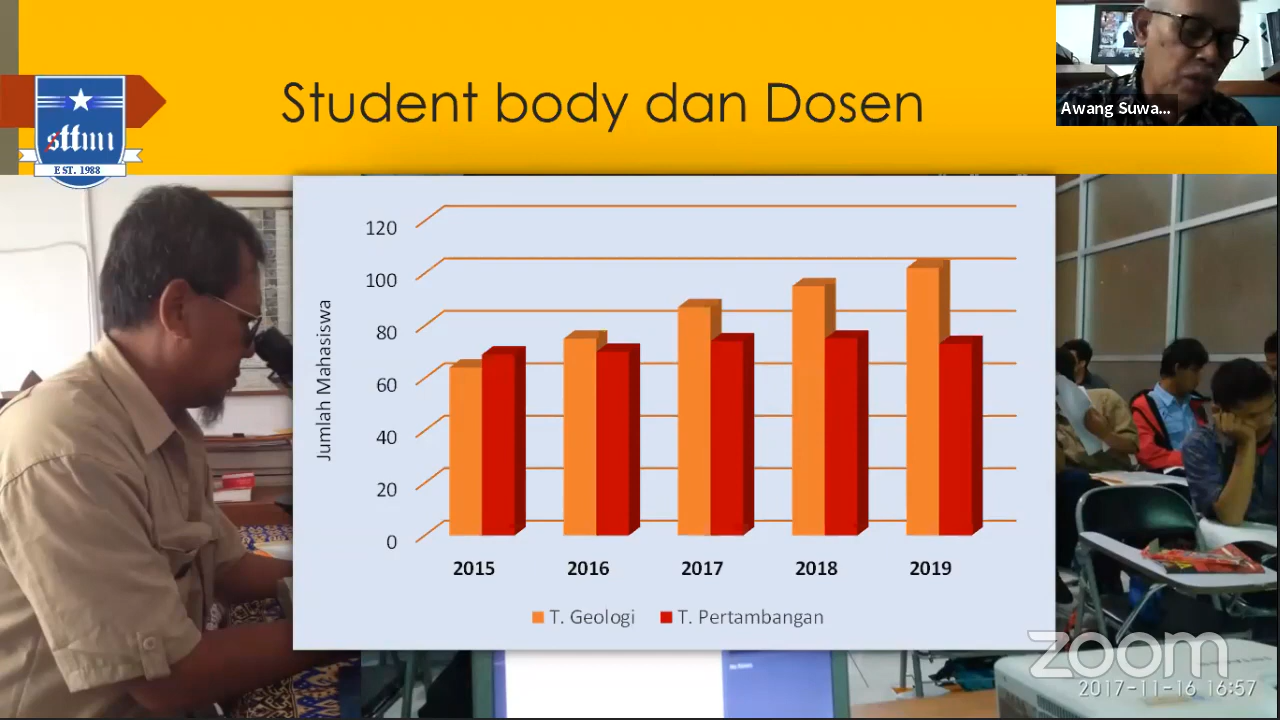 Student body dan Dosen
Awang Suwa...
sttmi
EST. 1988
120
100
80
60
40
20
0
Jumlah Mahasiswa
2015 2016 2017 2018 2019
T. Geologi T. Pertambangan
zoom
2017-11-16 16:57